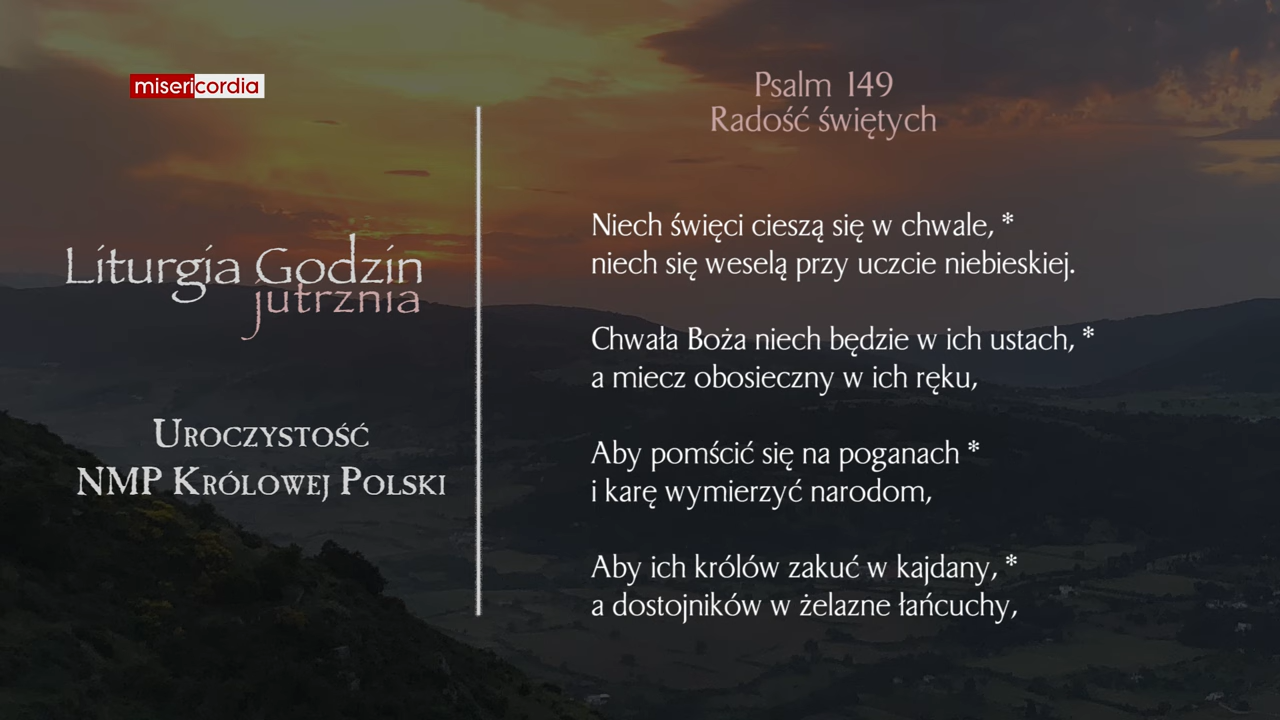 misericordia
Liturgia Godzin
jutrznia
Uroczystość
NMP Królowej Polski
Psalm 149
Radość świętych
Niech święci cieszą się w chwale, *
niech się weselą przy uczcie niebieskiej.
Chwała Boża niech będzie w ich ustach, *
a miecz obosieczny w ich ręku,
Aby pomścić się na poganach *
i karę wymierzyć narodom,
Aby ich królów zakuć w kajdany, *
a dostojników w żelazne łańcuchy,